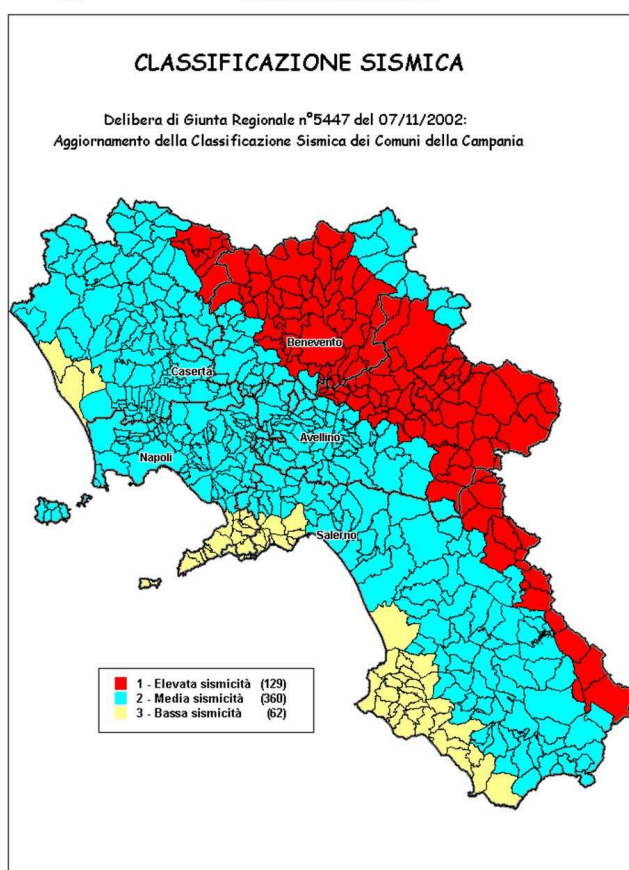 CLASSIFICAZIONE SISMICA
Delibera di Giunta Regionale n°5447 del 07/11/2002:
Aggiornamento della Classificazione Sismica dei Comuni della Campania
Benevento
Caserta
Avellino
Napoli
Salerno
1 - Elevata sismicità (129)
2 - Media sismicità (360)
3 - Bassa sismicità (62)